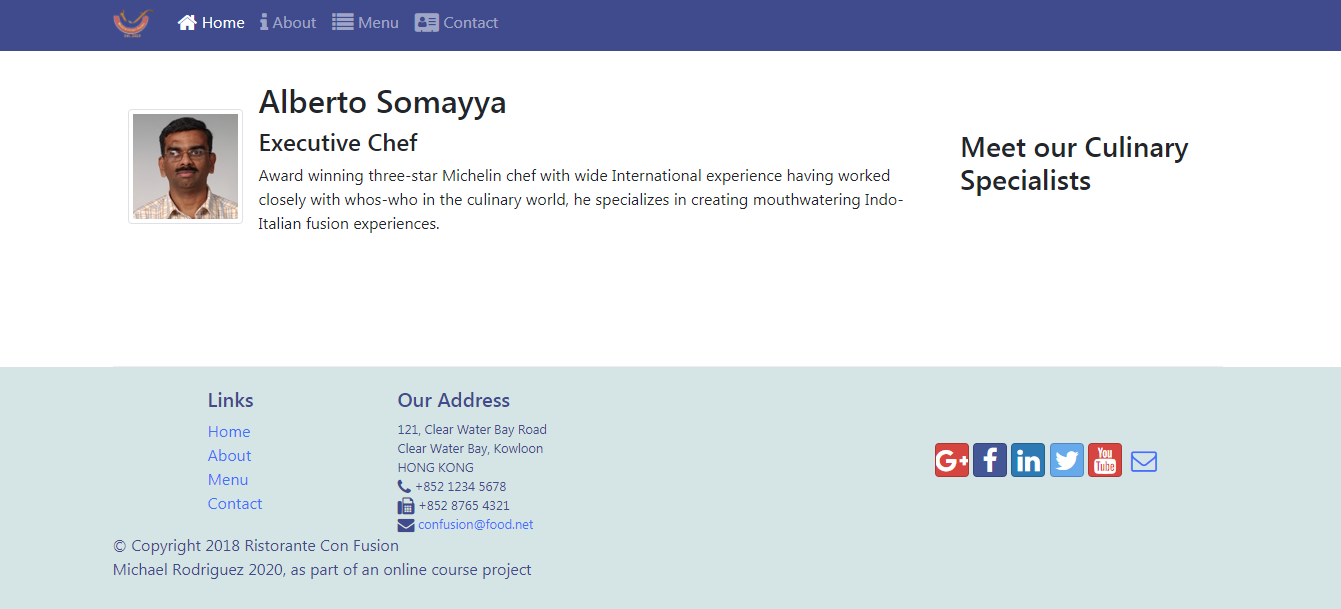 Home About Menu Contact
Alberto Somayya
Executive Chef
Award winning three-star Michelin chef with wide International experience having worked
closely with whos-who in the culinary world, he specializes in creating mouthwatering Indo-
Italian fusion experiences.
Meet our Culinary
Specialists
Links
Home
About
Menu
Contact
Our Address
121, Clear Water Bay Road
Clear Water Bay, Kowloon
HONG KONG
+852 1234 5678
+852 8765 4321
confusion@food.net
G+ f in You
Tube
© Copyright 2018 Ristorante Con Fusion
Michael Rodriguez 2020, as part of an online course project